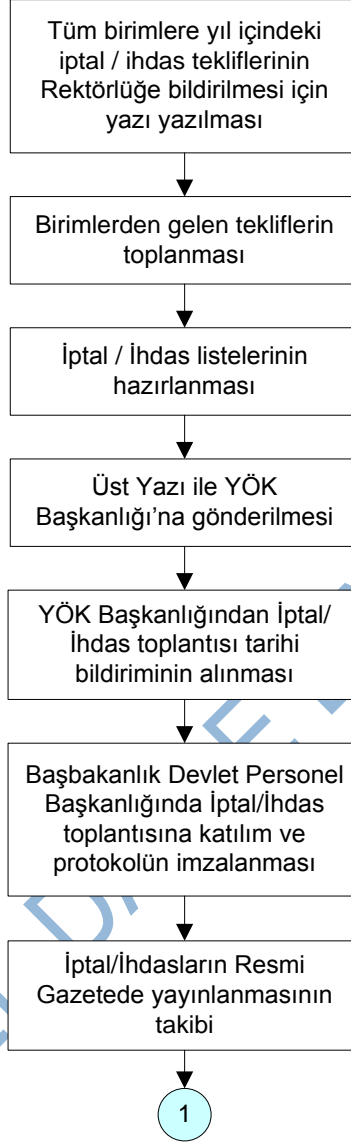 Tüm birimlere yıl içindeki
iptal / ihdas tekliflerinin
Rektörlüğe bildirilmesi için
yazı yazılması
Birimlerden gelen tekliflerin
toplanması
İptal / İhdas listelerinin
hazırlanması
Üst Yazı ile YÖK
Başkanlığı’na gönderilmesi
YÖK Başkanlığından İptal/
İhdas toplantısı tarihi
bildiriminin alınması
Başbakanlık Devlet Personel
Başkanlığında İptal/İhdas
toplantısına katılım ve
protokolün imzalanması
İptal/İhdasların Resmi
Gazetede yayınlanmasının
takibi
1